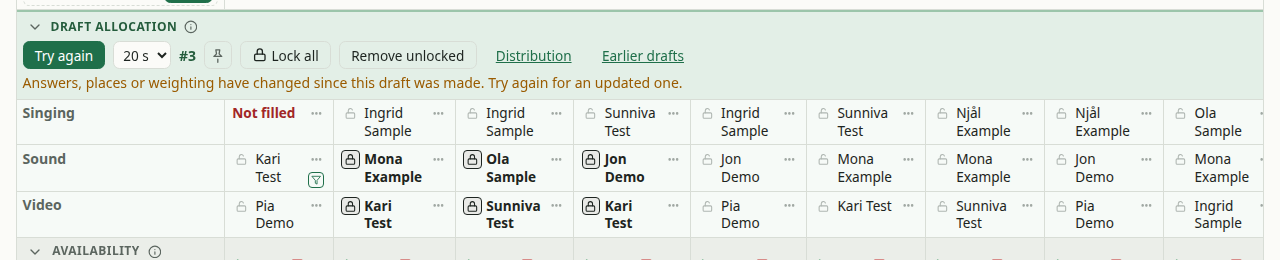 DRAFT ALLOCATION
Try again 20 s #3 Lock all Remove unlocked Distribution Earlier drafts
Answers, places or weighting have changed since this draft was made. Try again for an updated one.
Singing Not filled Ingrid Sample Ingrid Sample Sunniva Test Ingrid Sample Sunniva Test Njål Example Njål Example Ola Sample
Sound Kari Test Mona Example Ola Sample Jon Demo Jon Demo Mona Example Mona Example Jon Demo Mona Example
Video Pia Demo Kari Test Sunniva Test Kari Test Pia Demo Kari Test Sunniva Test Pia Demo Ingrid Sample
AVAILABILITY